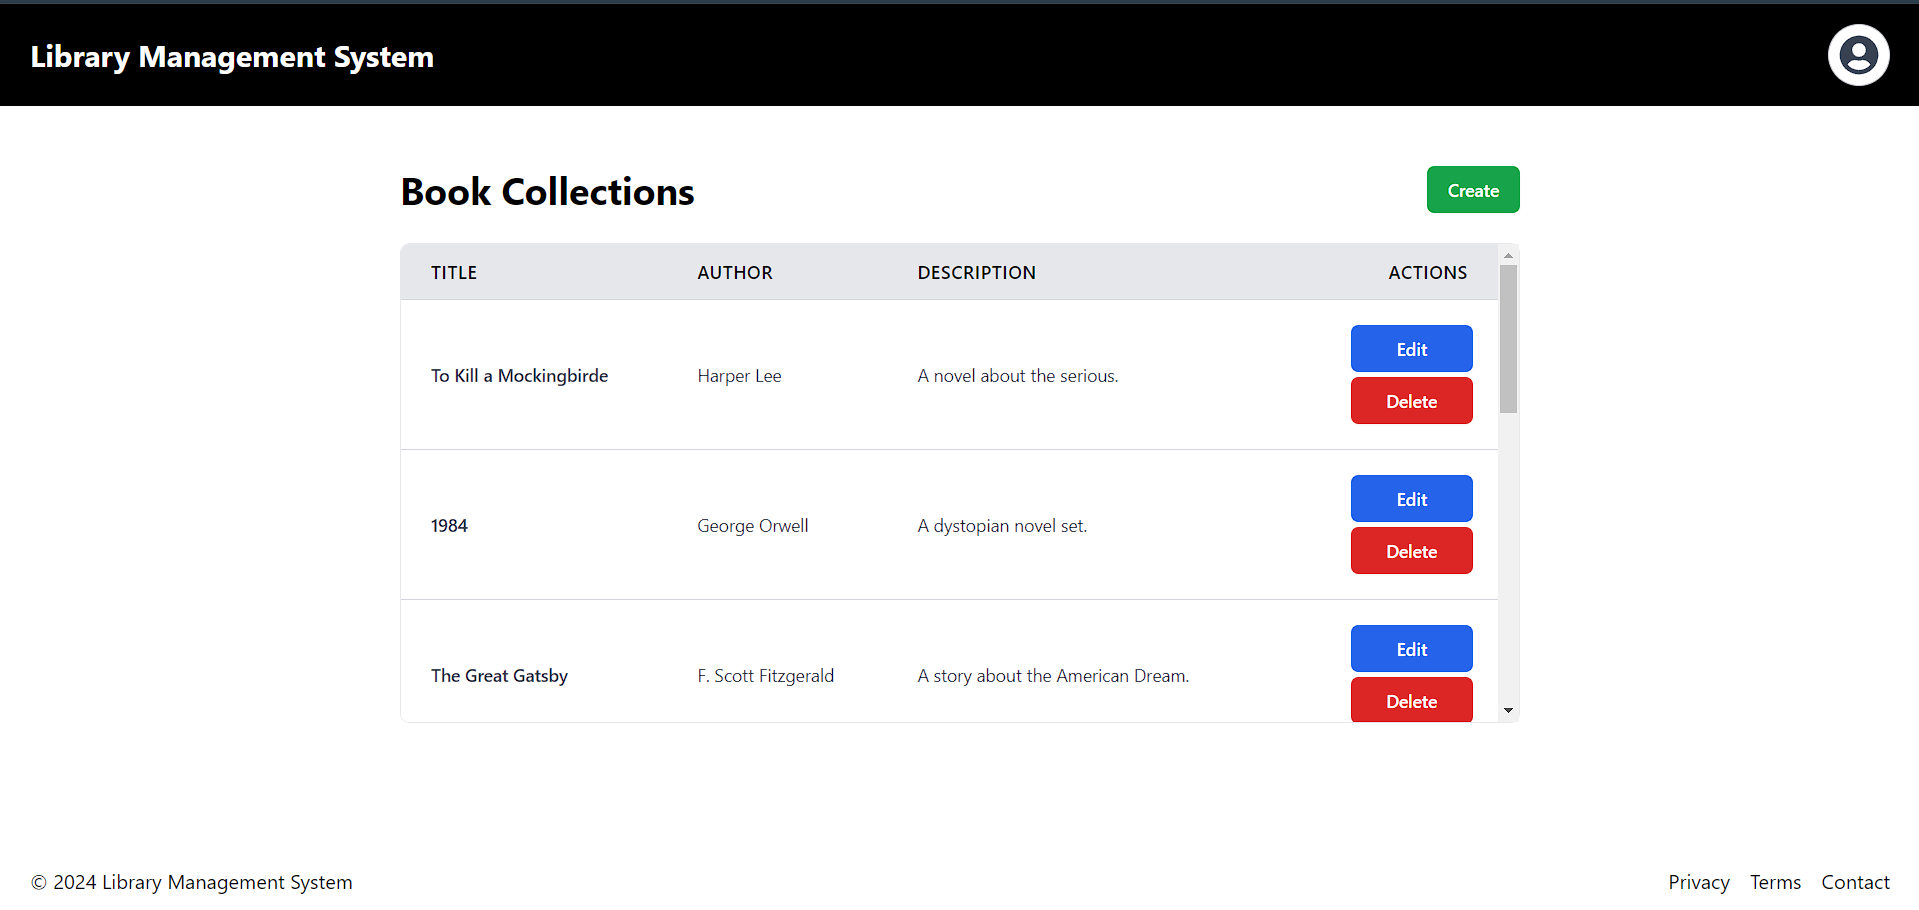 Library Management System
Book Collections
Create
TITLE AUTHOR DESCRIPTION ACTIONS
To Kill a Mockingbirde Harper Lee A novel about the serious. Edit
Delete
1984 George Orwell A dystopian novel set. Edit
Delete
The Great Gatsby F. Scott Fitzgerald A story about the American Dream. Edit
Delete
© 2024 Library Management System Privacy Terms Contact